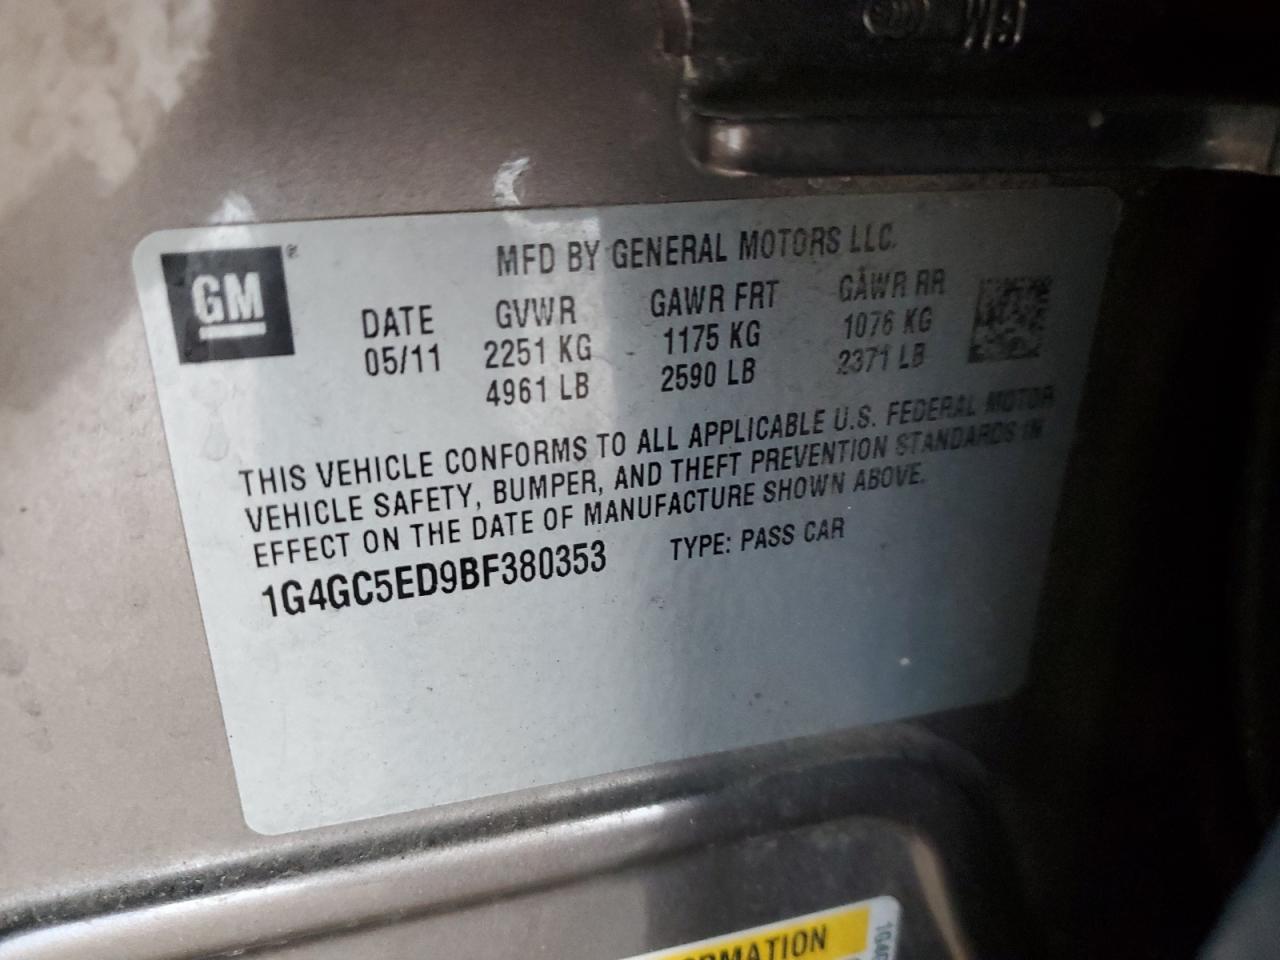 GM®
MFD BY GENERAL MOTORS LLC.
DATE GVWR GAWR FRT GAWR RR
05/11 2251 KG 1175 KG 1076 KG
4961 LB 2590 LB 2371 LB
THIS VEHICLE CONFORMS TO ALL APPLICABLE U.S. FEDERAL MOTOR
VEHICLE SAFETY, BUMPER, AND THEFT PREVENTION STANDARDS IN
EFFECT ON THE DATE OF MANUFACTURE SHOWN ABOVE.
1G4GC5ED9BF380353 TYPE: PASS CAR